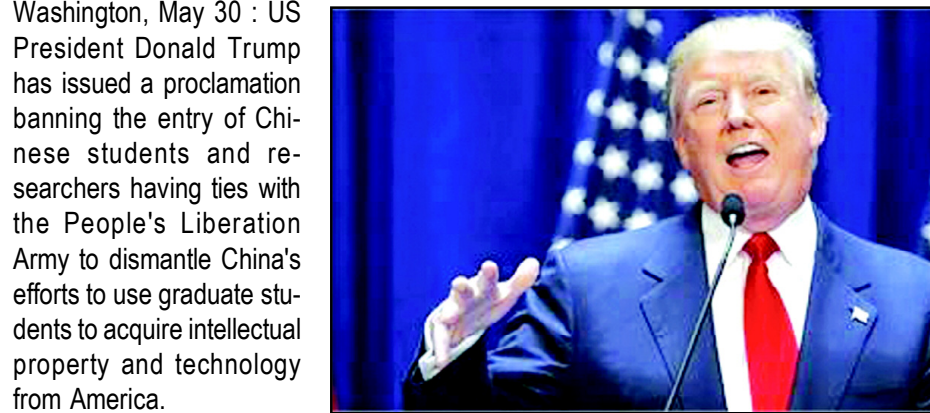 Washington, May 30 : US
President Donald Trump
has issued a proclamation
banning the entry of Chi-
nese students and re-
searchers having ties with
the People's Liberation
Army to dismantle China's
efforts to use graduate stu-
dents to acquire intellectual
property and technology
from America.